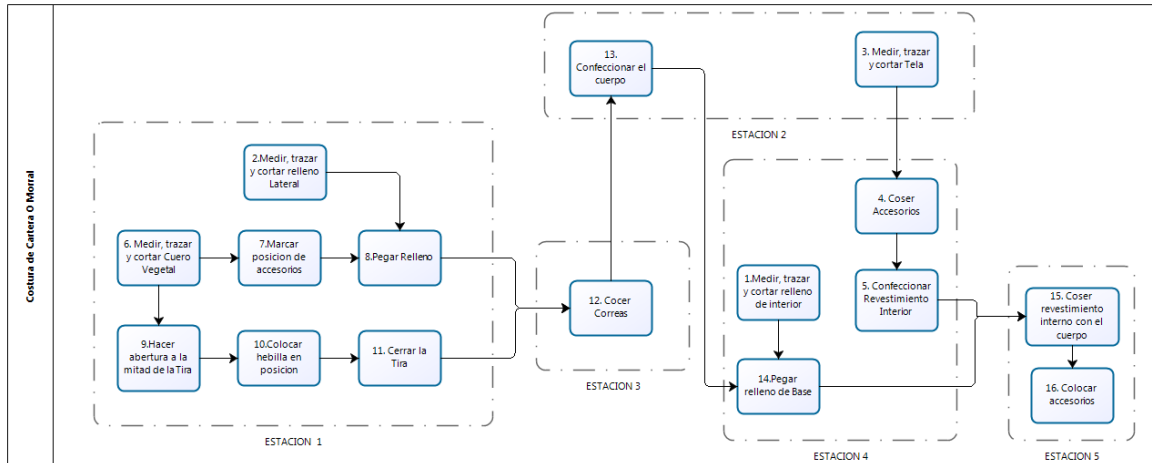 Costura de Cartera O Morral
13.
Confeccionar el
cuerpo
3. Medir, trazar
y cortar Tela
ESTACION 2
2.Medir, trazar
y cortar relleno
Lateral
6. Medir, trazar
y cortar Cuero
Vegetal
7.Marcar
posicion de
accesorios
8.Pegar Relleno
9.Hacer
abertura a la
mitad de la Tira
10.Colocar
hebilla en
posicion
11. Cerrar la
Tira
ESTACION 1
12. Cocer
Correas
ESTACION 3
4. Coser
Accesorios
1.Medir, trazar
y cortar relleno
de interior
5. Confeccionar
Revestimiento
Interior
14.Pegar
relleno de Base
ESTACION 4
15. Coser
revestimiento
interno con el
cuerpo
16. Colocar
accesorios
ESTACION 5